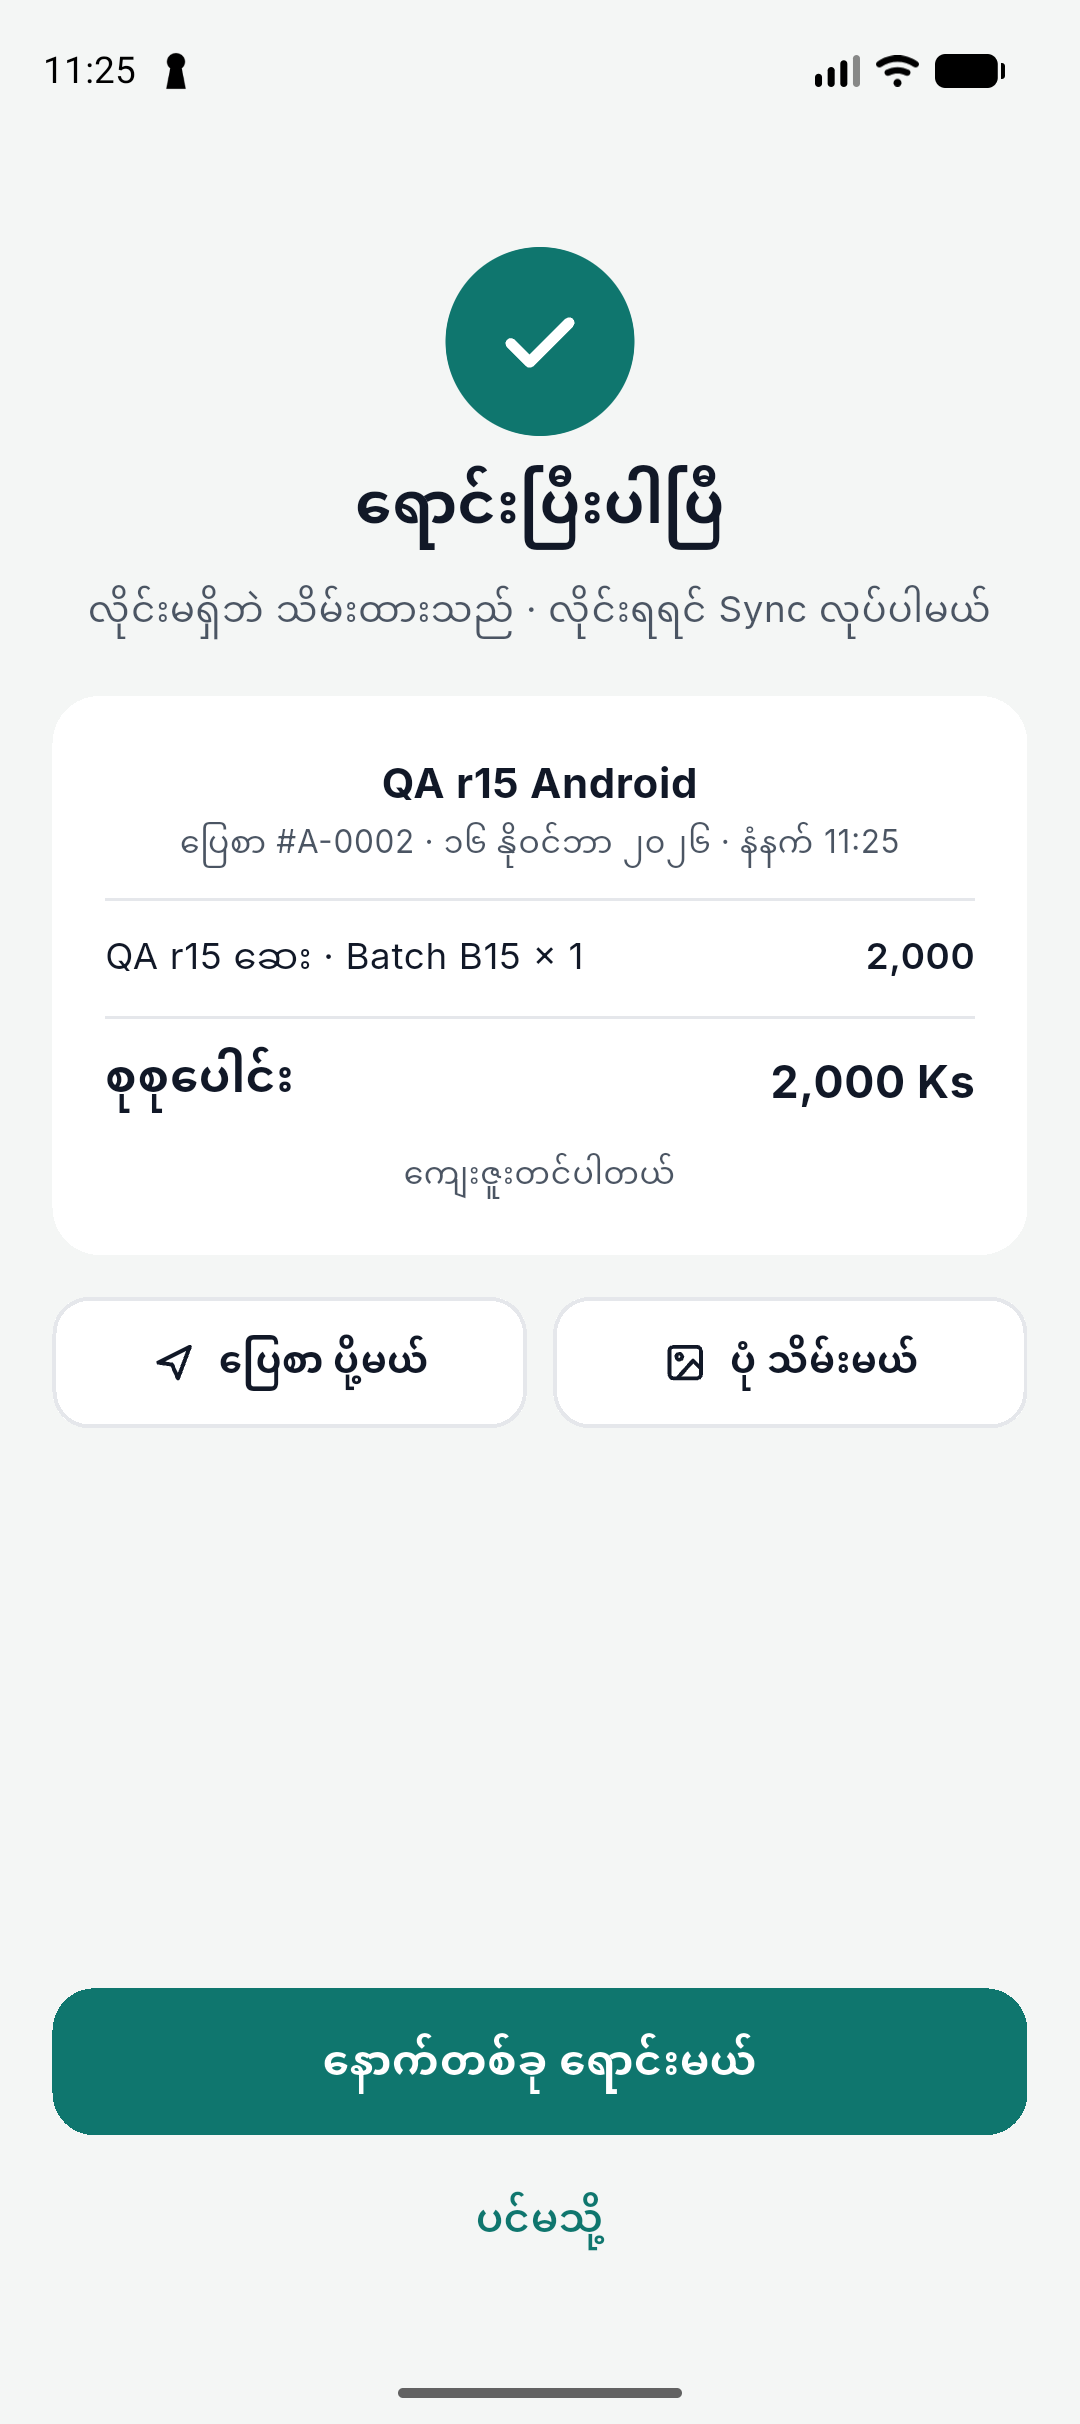 11:25
ရောင်းပြီးပါပြီ
လိုင်းမရှိဘဲ သိမ်းထားသည် · လိုင်းရရင် Sync လုပ်ပါမယ်
QA r15 Android
ပြေစာ #A-0002 · ၁၆ နိုဝင်ဘာ ၂၀၂၆ · နံနက် 11:25
QA r15 ဆေး · Batch B15 × 1 2,000
စုစုပေါင်း 2,000 Ks
ကျေးဇူးတင်ပါတယ်
ပြေစာ ပို့မယ် ပုံ သိမ်းမယ်
နောက်တစ်ခု ရောင်းမယ်
ပင်မသို့